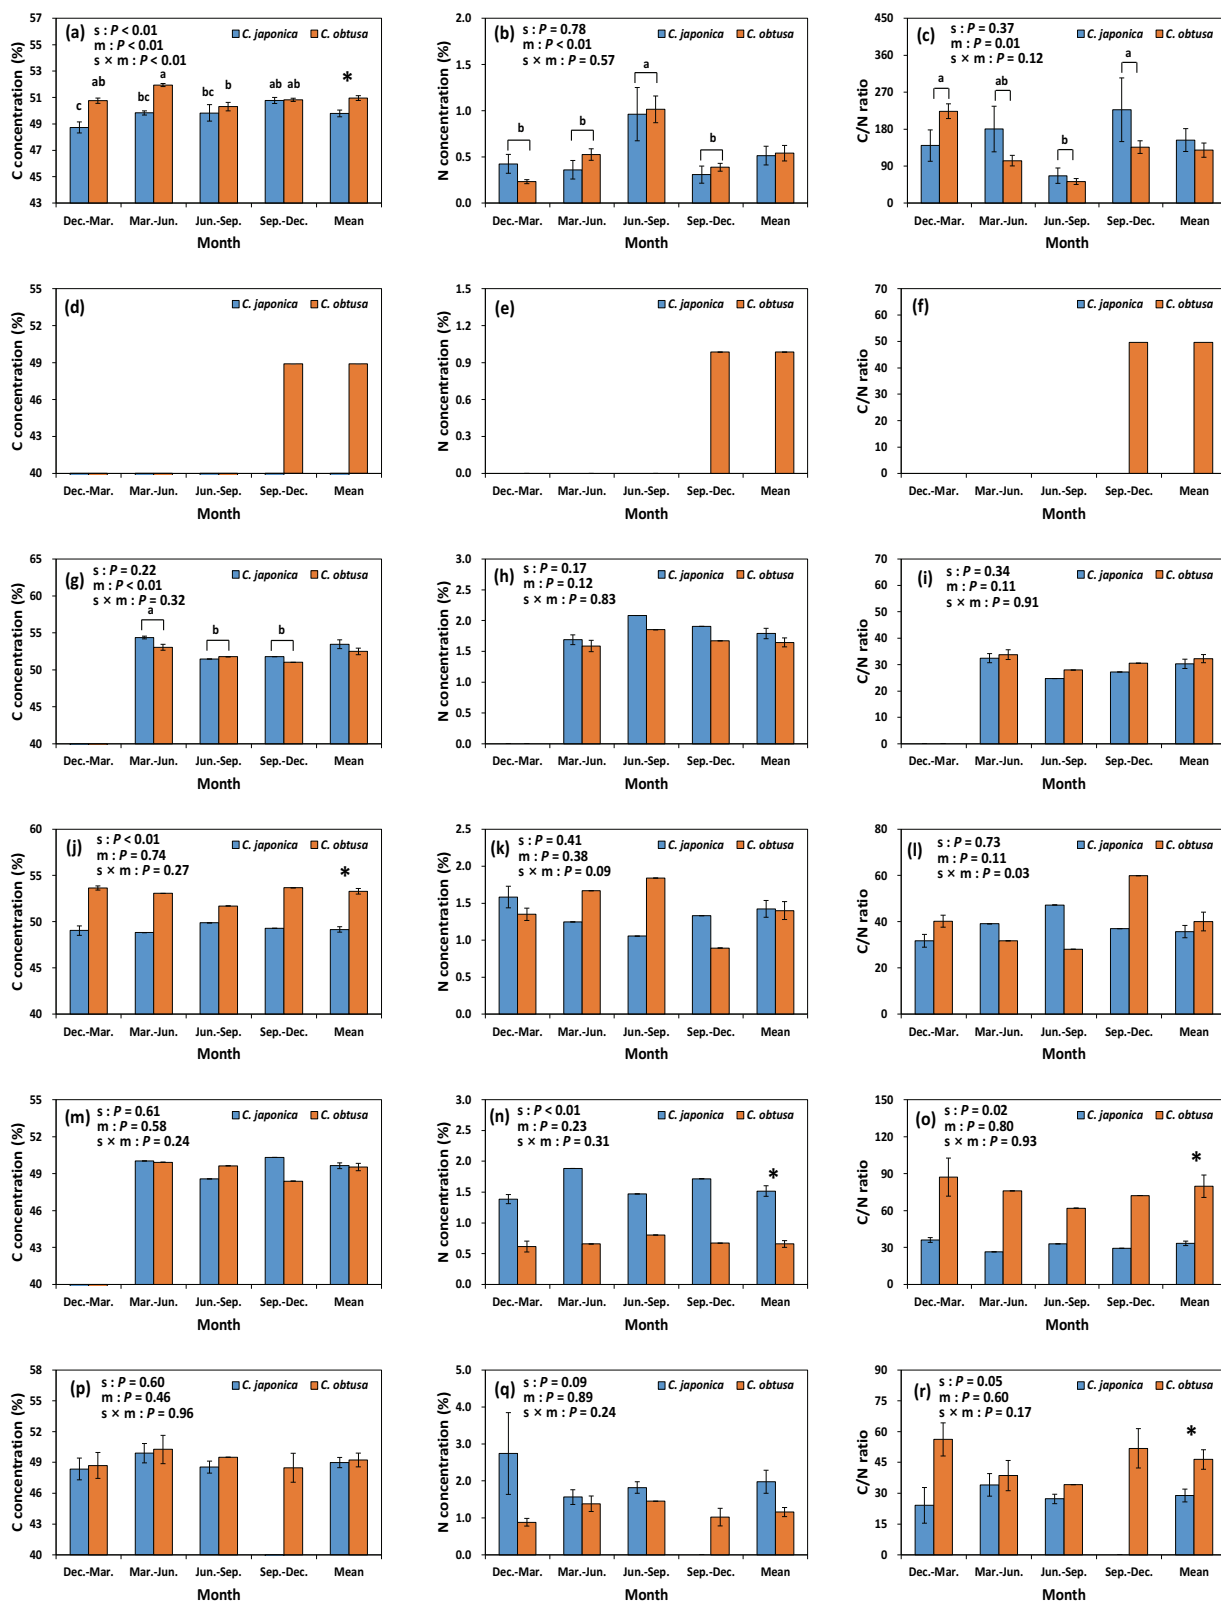 (a)
s : P < 0.01
m : P < 0.01
s × m : P < 0.01
C. japonica
C. obtusa
C concentration (%)
57
55
53
51
49
47
45
43
c
ab
bc
a
bc
b
ab
ab
*
Dec.-Mar.
Mar.-Jun.
Jun.-Sep.
Sep.-Dec.
Mean
Month
(b)
s : P = 0.78
m : P < 0.01
s × m : P = 0.57
C. japonica
C. obtusa
N concentration (%)
2.0
1.5
1.0
0.5
0.0
b
b
a
b
Dec.-Mar.
Mar.-Jun.
Jun.-Sep.
Sep.-Dec.
Mean
Month
(c)
s : P = 0.37
m : P = 0.01
s × m : P = 0.12
C. japonica
C. obtusa
C/N ratio
450
360
270
180
90
0
a
ab
b
a
Dec.-Mar.
Mar.-Jun.
Jun.-Sep.
Sep.-Dec.
Mean
Month
(d)
C. japonica
C. obtusa
C concentration (%)
55
52
49
46
43
40
Dec.-Mar.
Mar.-Jun.
Jun.-Sep.
Sep.-Dec.
Mean
Month
(e)
C. japonica
C. obtusa
N concentration (%)
1.5
1.2
0.9
0.6
0.3
0.0
Dec.-Mar.
Mar.-Jun.
Jun.-Sep.
Sep.-Dec.
Mean
Month
(f)
C. japonica
C. obtusa
C/N ratio
70
60
50
40
30
20
10
0
Dec.-Mar.
Mar.-Jun.
Jun.-Sep.
Sep.-Dec.
Mean
Month
(g)
s : P = 0.22
m : P < 0.01
s × m : P = 0.32
C. japonica
C. obtusa
C concentration (%)
65
60
55
50
45
40
a
b
b
Dec.-Mar.
Mar.-Jun.
Jun.-Sep.
Sep.-Dec.
Mean
Month
(h)
s : P = 0.17
m : P = 0.12
s × m : P = 0.83
C. japonica
C. obtusa
N concentration (%)
3.0
2.5
2.0
1.5
1.0
0.5
0.0
Dec.-Mar.
Mar.-Jun.
Jun.-Sep.
Sep.-Dec.
Mean
Month
(i)
s : P = 0.34
m : P = 0.11
s × m : P = 0.91
C. japonica
C. obtusa
C/N ratio
70
60
50
40
30
20
10
0
Dec.-Mar.
Mar.-Jun.
Jun.-Sep.
Sep.-Dec.
Mean
Month
(j)
s : P < 0.01
m : P = 0.74
s × m : P = 0.27
C. japonica
C. obtusa
C concentration (%)
60
55
49
45
40
*
Dec.-Mar.
Mar.-Jun.
Jun.-Sep.
Sep.-Dec.
Mean
Month
(k)
s : P = 0.41
m : P = 0.38
s × m : P = 0.09
C. japonica
C. obtusa
N concentration (%)
2.5
2.0
1.5
1.0
0.5
0.0
Dec.-Mar.
Mar.-Jun.
Jun.-Sep.
Sep.-Dec.
Mean
Month
(l)
s : P = 0.73
m : P = 0.11
s × m : P = 0.03
C. japonica
C. obtusa
C/N ratio
80
60
40
20
0
Dec.-Mar.
Mar.-Jun.
Jun.-Sep.
Sep.-Dec.
Mean
Month
(m)
s : P = 0.61
m : P = 0.58
s × m : P = 0.24
C. japonica
C. obtusa
C concentration (%)
55
52
49
46
43
40
Dec.-Mar.
Mar.-Jun.
Jun.-Sep.
Sep.-Dec.
Mean
Month
(n)
s : P < 0.01
m : P = 0.23
s × m : P = 0.31
C. japonica
C. obtusa
N concentration (%)
3.0
2.5
2.0
1.5
1.0
0.5
0.0
*
Dec.-Mar.
Mar.-Jun.
Jun.-Sep.
Sep.-Dec.
Mean
Month
(o)
s : P = 0.02
m : P = 0.80
s × m : P = 0.93
C. japonica
C. obtusa
C/N ratio
150
120
90
60
30
0
*
Dec.-Mar.
Mar.-Jun.
Jun.-Sep.
Sep.-Dec.
Mean
Month
(p)
s : P = 0.60
m : P = 0.46
s × m : P = 0.96
C. japonica
C. obtusa
C concentration (%)
58
55
52
49
46
43
40
Dec.-Mar.
Mar.-Jun.
Jun.-Sep.
Sep.-Dec.
Mean
Month
(q)
s : P = 0.09
m : P = 0.89
s × m : P = 0.24
C. japonica
C. obtusa
N concentration (%)
5.0
4.0
3.0
2.0
1.0
0.0
Dec.-Mar.
Mar.-Jun.
Jun.-Sep.
Sep.-Dec.
Mean
Month
(r)
s : P = 0.05
m : P = 0.60
s × m : P = 0.17
C. japonica
C. obtusa
C/N ratio
90
75
60
45
30
15
0
*
Dec.-Mar.
Mar.-Jun.
Jun.-Sep.
Sep.-Dec.
Mean
Month